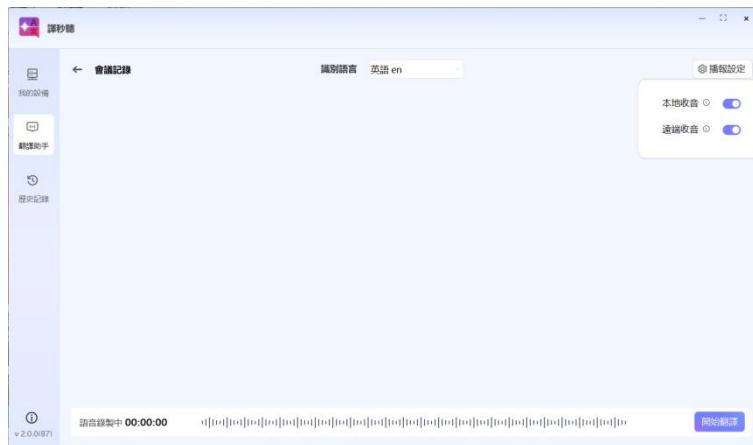 譯秒聽
我的設備
翻譯助手
歷史記錄
v 2.0.0(87)
← 會議記錄
識別語言 英語 en
播報設定
本地收音
遠端收音
語音錄製中 00:00:00
開始翻譯